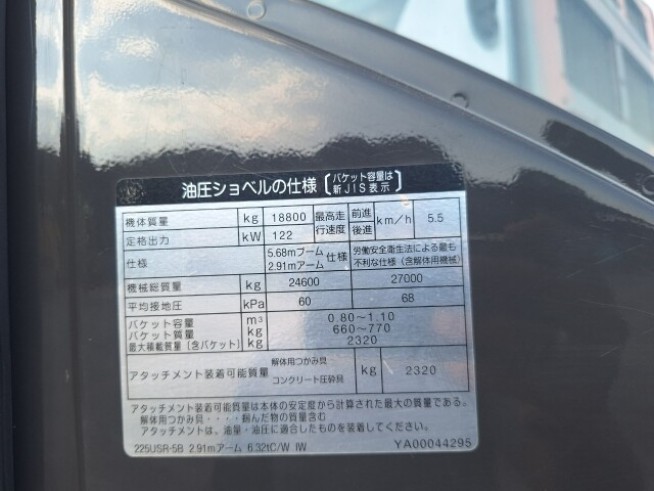 油圧ショベルの仕様〔バケット容量は新JIS表示〕
機体質量 kg 18800 最高走行速度 前進 後進 km/h 5.5
定格出力 kW 122
仕様 5.68mブーム 2.91mアーム 仕様 労働安全衛生法による最も不利な仕様(含解体用機械)
機械総質量 kg 24600 27000
平均接地圧 kPa 60 68
バケット容量 m³ 0.80~1.10
バケット質量 kg 660~770
最大積載質量(含バケット) kg 2320
アタッチメント装着可能質量 解体用つかみ具 コンクリート圧砕具 kg 2320
アタッチメント装着可能質量は本体の安定度から計算された最大の質量である。
解体用つかみ具・・・・掴んだ物の質量含む
アタッチメントは、油量・油圧に適合したものを装着してください。
225USR-5B 2.91mアーム 6.32tC/W IW YA00044295